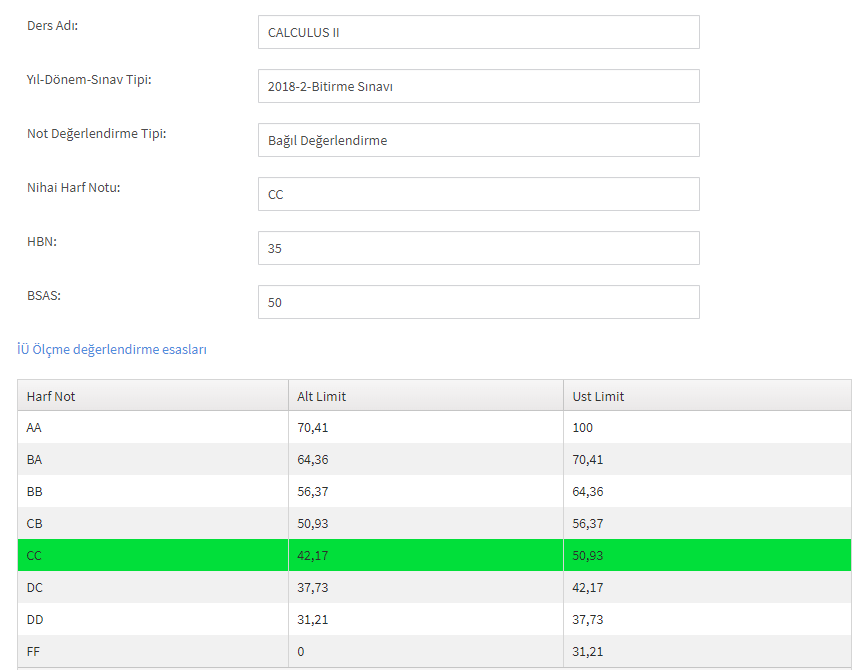 Ders Adı: CALCULUS II
Yıl-Dönem-Sınav Tipi: 2018-2-Bitirme Sınavı
Not Değerlendirme Tipi: Bağıl Değerlendirme
Nihai Harf Notu: CC
HBN: 35
BSAS: 50
İÜ Ölçme değerlendirme esasları
Harf Not Alt Limit Ust Limit
AA 70,41 100
BA 64,36 70,41
BB 56,37 64,36
CB 50,93 56,37
CC 42,17 50,93
DC 37,73 42,17
DD 31,21 37,73
FF 0 31,21